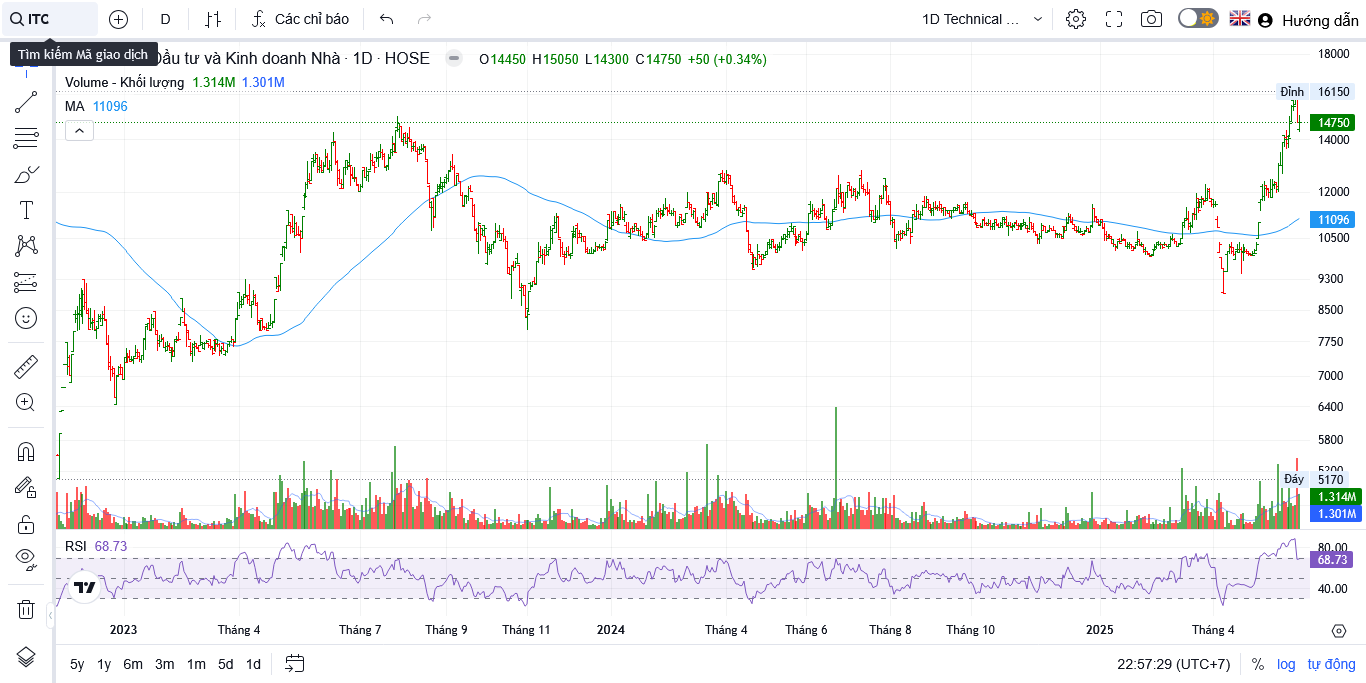 ITC D Các chỉ báo 1D Technical ... Hướng dẫn
Tìm kiếm Mã giao dịch
Đầu tư và Kinh doanh Nhà · 1D · HOSE O14450 H15050 L14300 C14750 +50 (+0.34%)
Volume - Khối lượng 1.314M 1.301M
MA 11096
18000
Đỉnh 16150
14750
14000
12000
11096
10500
9300
8500
7750
7000
6400
5800
5200
Đáy 5170
1.314M
1.301M
RSI 68.73
80.00
68.73
40.00
2023 Tháng 4 Tháng 7 Tháng 9 Tháng 11 2024 Tháng 4 Tháng 6 Tháng 8 Tháng 10 2025 Tháng 4
5y 1y 6m 3m 1m 5d 1d 22:57:29 (UTC+7) % log tự động